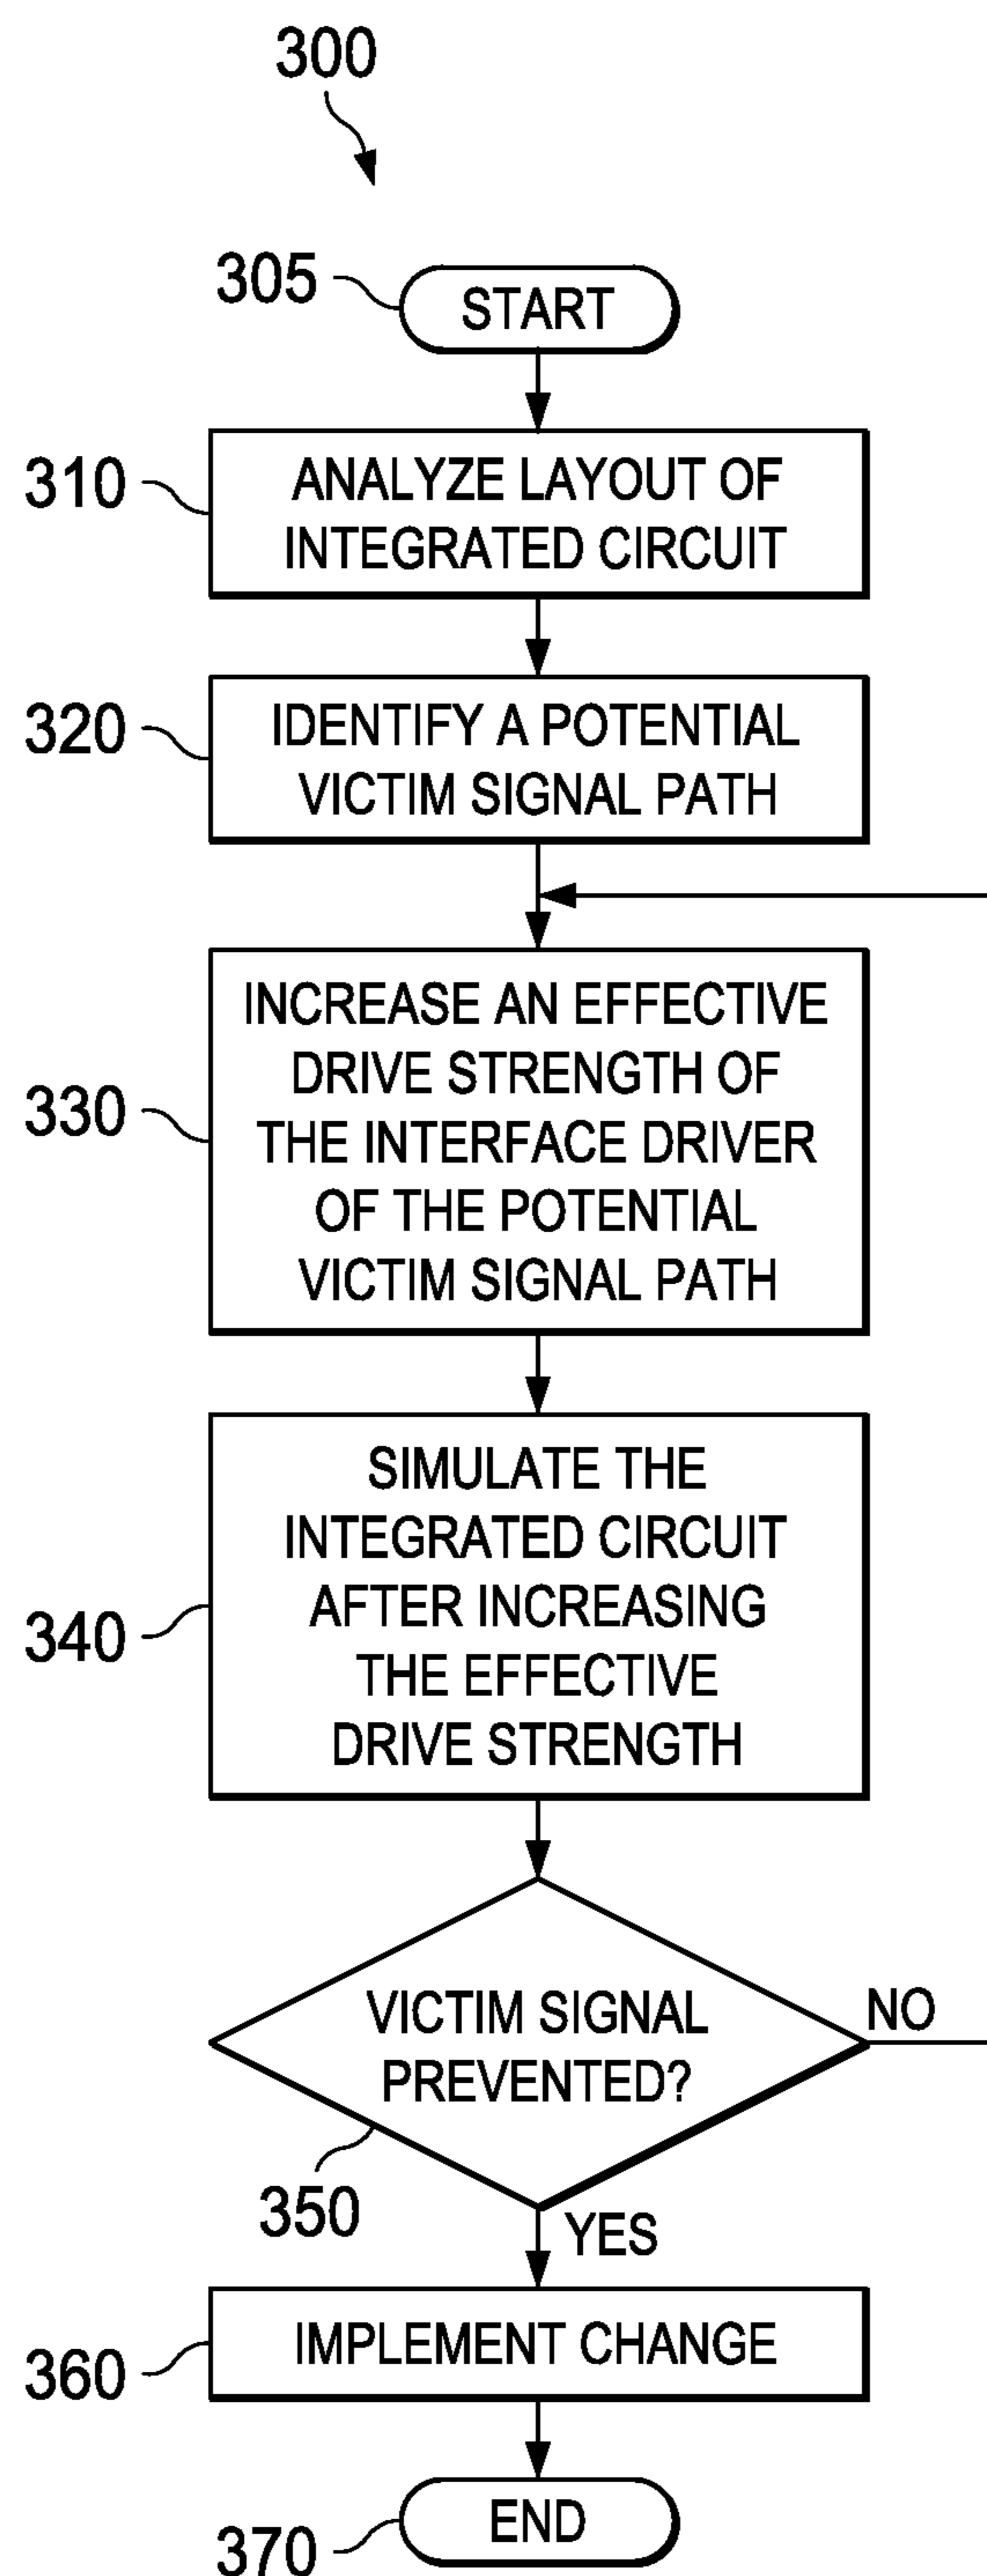 300
305
START
310
ANALYZE LAYOUT OF
INTEGRATED CIRCUIT
320
IDENTIFY A POTENTIAL
VICTIM SIGNAL PATH
330
INCREASE AN EFFECTIVE
DRIVE STRENGTH OF
THE INTERFACE DRIVER
OF THE POTENTIAL
VICTIM SIGNAL PATH
340
SIMULATE THE
INTEGRATED CIRCUIT
AFTER INCREASING
THE EFFECTIVE
DRIVE STRENGTH
NO
VICTIM SIGNAL
PREVENTED?
350
YES
360
IMPLEMENT CHANGE
370
END